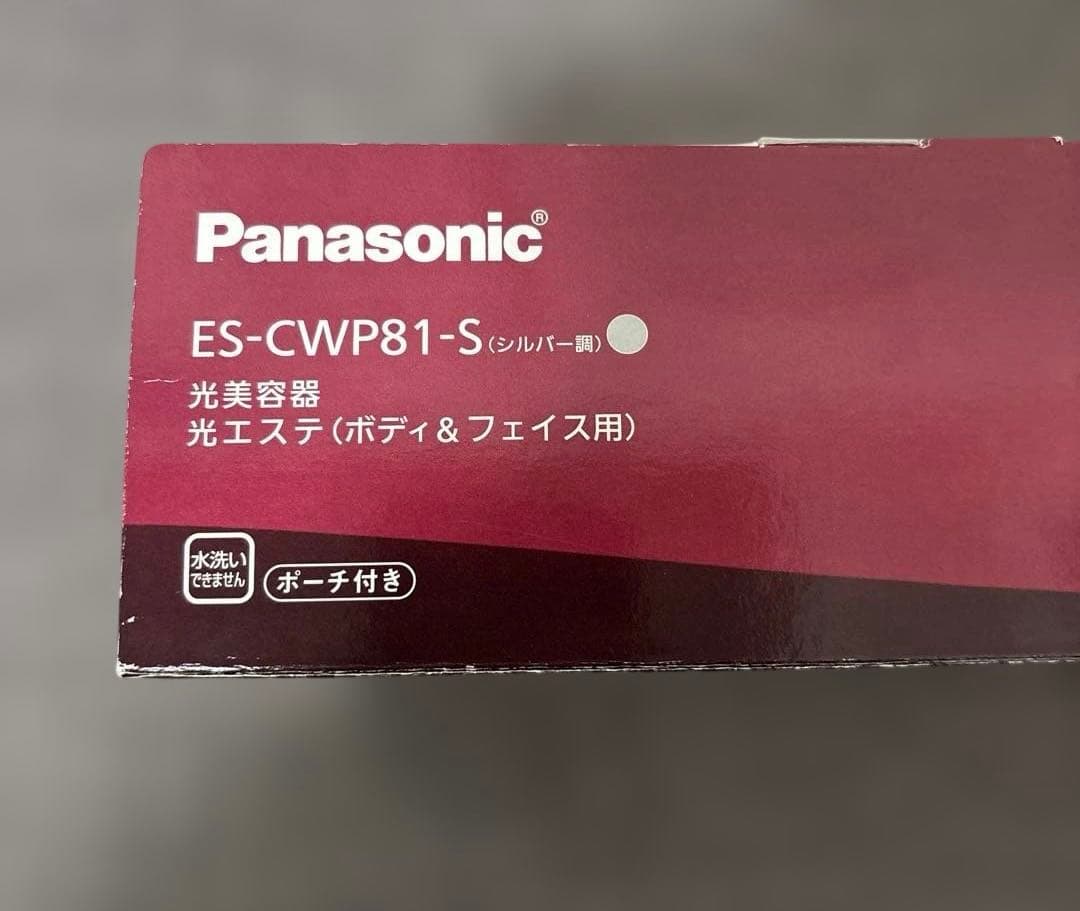 Panasonic®
ES-CWP81-S(シルバー調)
光美容器
光エステ(ボディ&フェイス用)
水洗い
できません
ポーチ付き